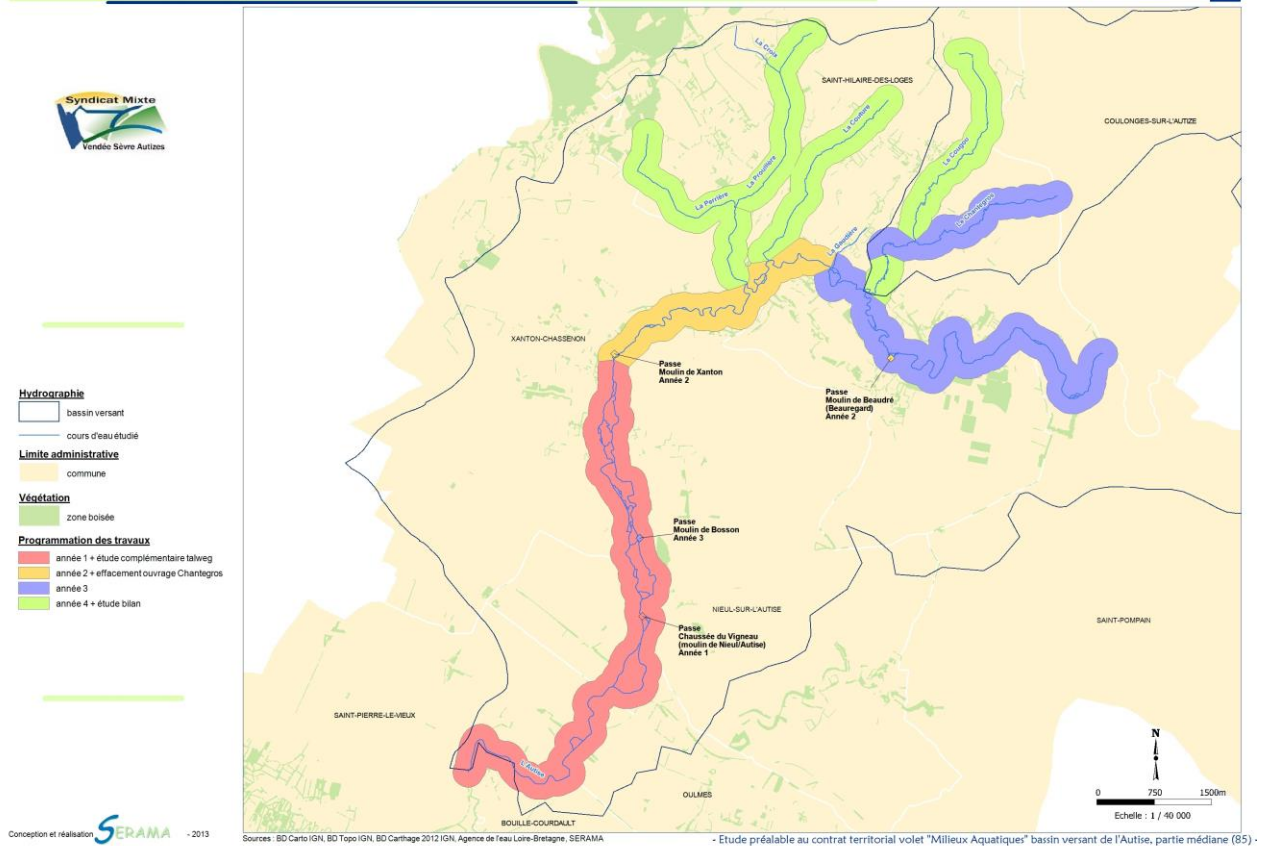 Syndicat Mixte
Vendée Sèvre Autizes
Hydrographie
bassin versant
cours d'eau étudié
Limite administrative
commune
Végétation
zone boisée
Programmation des travaux
année 1 + étude complémentaire talweg
année 2 + effacement ouvrage Chantegros
année 3
année 4 + étude bilan
La Croix
SAINT-HILAIRE-DES-LOGES
COULONGES-SUR-L'AUTIZE
La Couture
La Cougou
La Proutière
La Perrière
La Chantegros
La Gaudière
XANTON-CHASSENON
Passe
Moulin de Xanton
Année 2
Passe
Moulin de Beaudré
(Beauregard)
Année 2
Passe
Moulin de Bosson
Année 3
NIEUL-SUR-L'AUTISE
SAINT-POMPAIN
Passe
Chaussée du Vigneau
(moulin de Nieul/Autise)
Année 1
SAINT-PIERRE-LE-VIEUX
L'Autise
OULMES
BOUILLE-COURDAULT
N
0 750 1500m
Echelle : 1 / 40 000
Conception et réalisation SERAMA - 2013
Sources : BD Carto IGN, BD Topo IGN, BD Carthage 2012 IGN, Agence de l'eau Loire-Bretagne, SERAMA
- Etude préalable au contrat territorial volet "Milieux Aquatiques" bassin versant de l'Autise, partie médiane (85) -